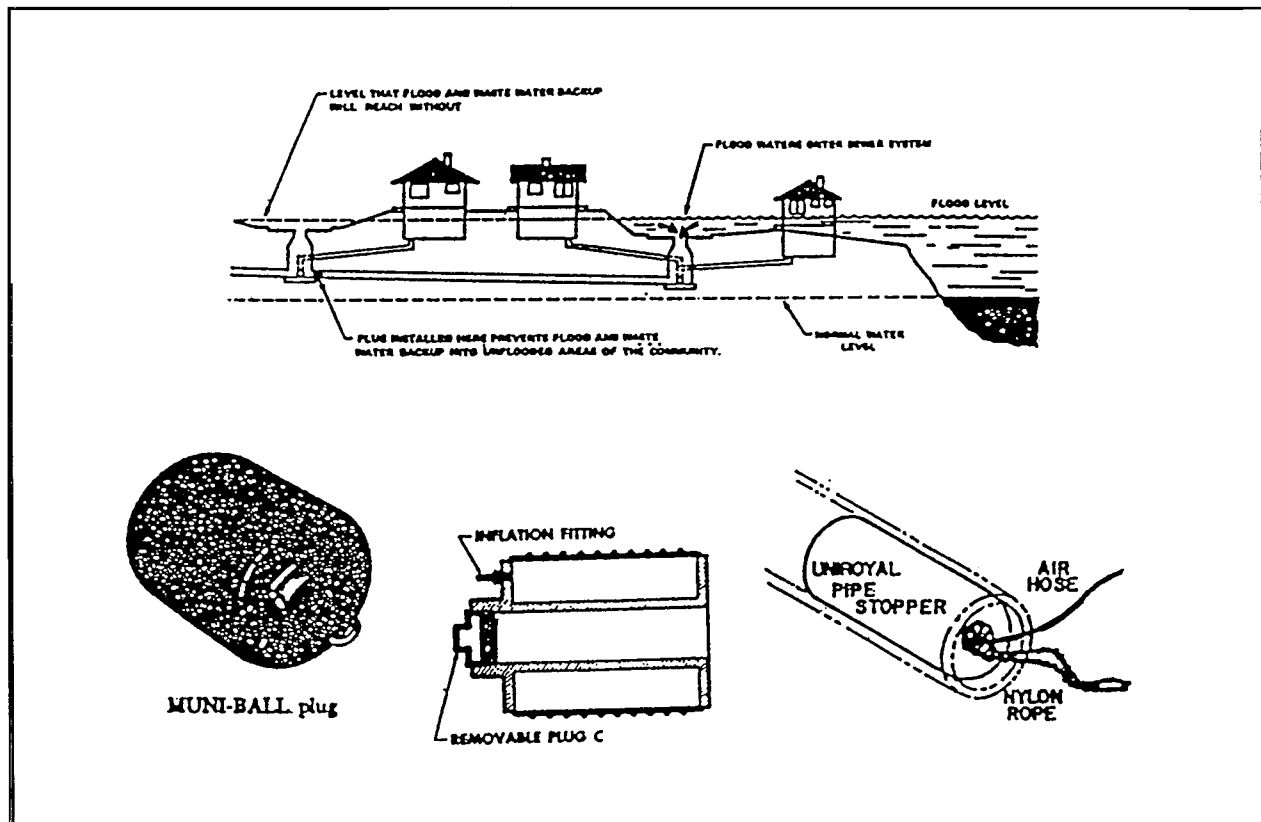 LEVEL THAT FLOOD AND WASTE WATER BACKUP
WILL REACH WITHOUT
FLOOD WATERS ENTER SEWER SYSTEM
FLOOD LEVEL
PLUG INSTALLED HERE PREVENTS FLOOD AND WASTE
WATER BACKUP INTO UNFLOODED AREAS OF THE COMMUNITY.
NORMAL WATER
LEVEL
INFLATION FITTING
UNIROYAL
PIPE
STOPPER
AIR
HOSE
MUNI-BALL plug
REMOVABLE PLUG C
NYLON
ROPE